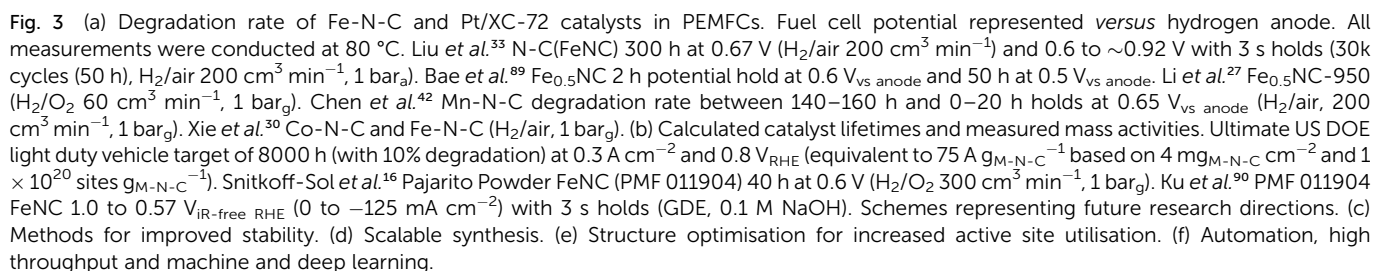 Fig. 3 (a) Degradation rate of Fe-N-C and Pt/XC-72 catalysts in PEMFCs. Fuel cell potential represented versus hydrogen anode. All
measurements were conducted at 80 °C. Liu et al.³³ N-C(FeNC) 300 h at 0.67 V (H₂/air 200 cm³ min⁻¹) and 0.6 to ~0.92 V with 3 s holds (30k
cycles (50 h), H₂/air 200 cm³ min⁻¹, 1 barₐ). Bae et al.⁸⁹ Fe₀.₅NC 2 h potential hold at 0.6 Vvs anode and 50 h at 0.5 Vvs anode. Li et al.²⁷ Fe₀.₅NC-950
(H₂/O₂ 60 cm³ min⁻¹, 1 barg). Chen et al.⁴² Mn-N-C degradation rate between 140–160 h and 0–20 h holds at 0.65 Vvs anode (H₂/air, 200
cm³ min⁻¹, 1 barg). Xie et al.³⁰ Co-N-C and Fe-N-C (H₂/air, 1 barg). (b) Calculated catalyst lifetimes and measured mass activities. Ultimate US DOE
light duty vehicle target of 8000 h (with 10% degradation) at 0.3 A cm⁻² and 0.8 VRHE (equivalent to 75 A gM-N-C⁻¹ based on 4 mgM-N-C cm⁻² and 1
× 10²⁰ sites gM-N-C⁻¹). Snitkoff-Sol et al.¹⁶ Pajarito Powder FeNC (PMF 011904) 40 h at 0.6 V (H₂/O₂ 300 cm³ min⁻¹, 1 barg). Ku et al.⁹⁰ PMF 011904
FeNC 1.0 to 0.57 ViR-free RHE (0 to −125 mA cm⁻²) with 3 s holds (GDE, 0.1 M NaOH). Schemes representing future research directions. (c)
Methods for improved stability. (d) Scalable synthesis. (e) Structure optimisation for increased active site utilisation. (f) Automation, high
throughput and machine and deep learning.